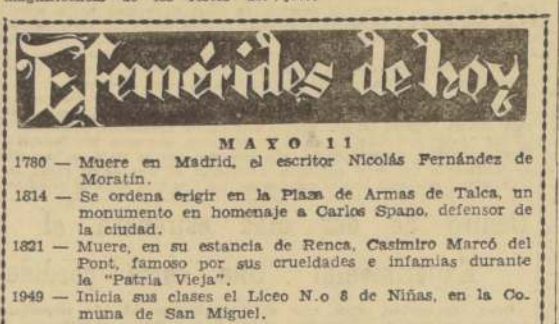 Efemérides de hoy
MAYO 11
1780 — Muere en Madrid, el escritor Nicolás Fernández de
Moratín.
1814 — Se ordena erigir en la Plaza de Armas de Talca, un
monumento en homenaje a Carlos Spano, defensor de
la ciudad.
1821 — Muere, en su estancia de Renca, Casimiro Marcó del
Pont, famoso por sus crueldades e infamias durante
la "Patria Vieja".
1949 — Inicia sus clases el Liceo N.o 8 de Niñas, en la Co-
muna de San Miguel.